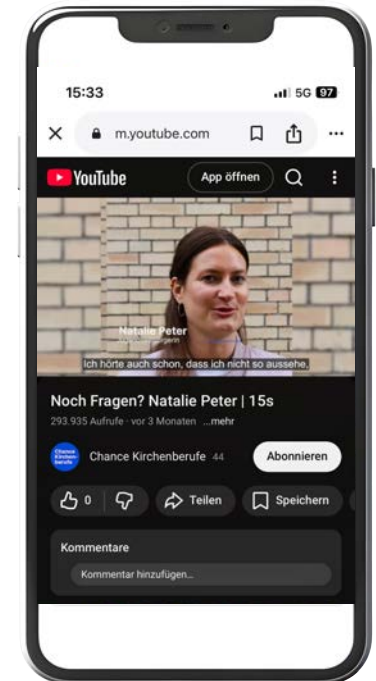 15:33 5G 97
m.youtube.com
YouTube App öffnen
Natalie Peter
Ich hörte auch schon, dass ich nicht so aussehe,
Noch Fragen? Natalie Peter | 15s
293.935 Aufrufe · vor 3 Monaten ...mehr
Chance Kirchenberufe
Chance Kirchenberufe 44 Abonnieren
0 Teilen Speichern
Kommentare
Kommentar hinzufügen...